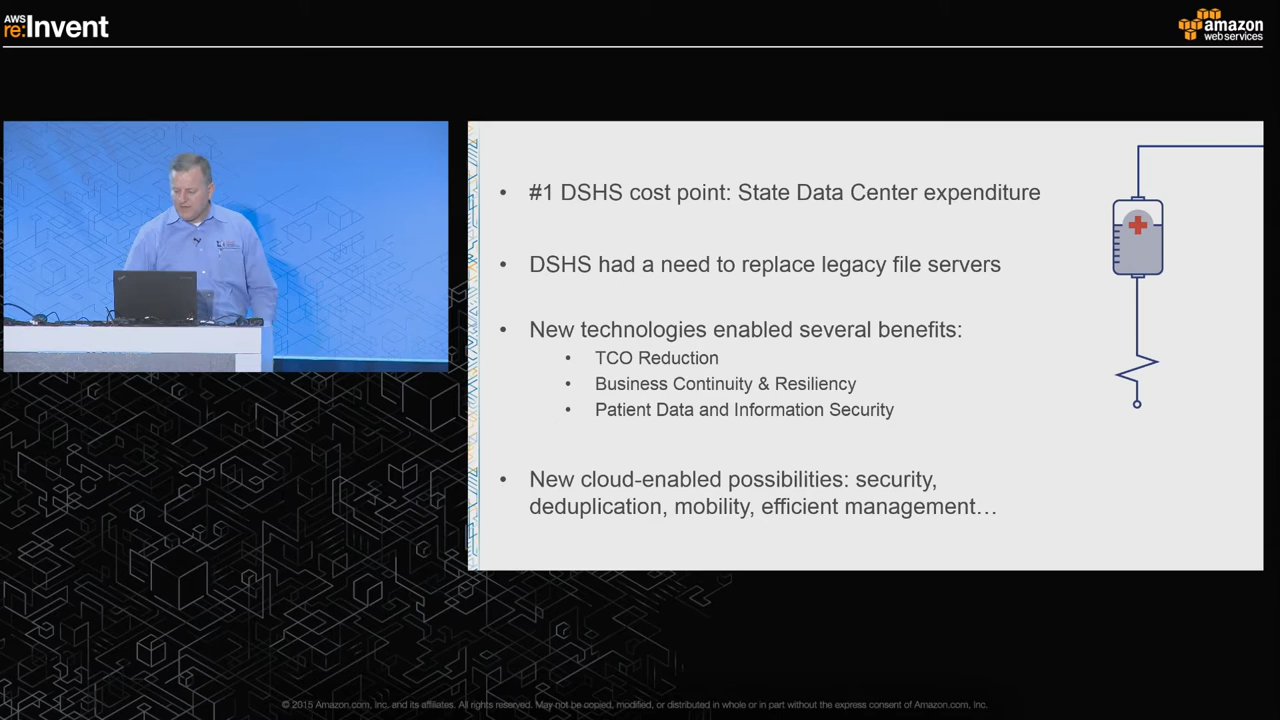 AWS
re:Invent
amazon
web services
• #1 DSHS cost point: State Data Center expenditure
• DSHS had a need to replace legacy file servers
• New technologies enabled several benefits:
• TCO Reduction
• Business Continuity & Resiliency
• Patient Data and Information Security
• New cloud-enabled possibilities: security,
deduplication, mobility, efficient management…
© 2015 Amazon.com, Inc. and its affiliates. All rights reserved. May not be copied, modified, or distributed in whole or in part without the express consent of Amazon.com, Inc.